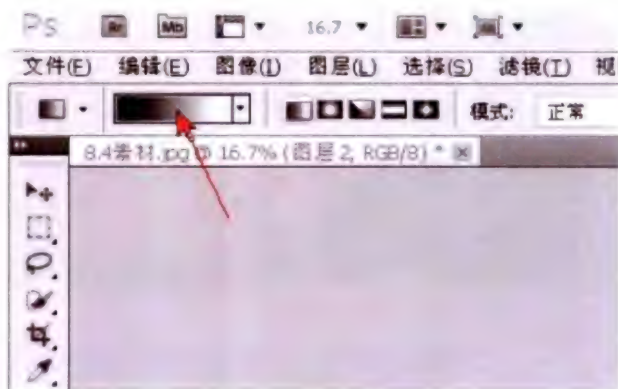 Ps Br Mb 16.7
文件(E) 编辑(E) 图像(I) 图层(L) 选择(S) 滤镜(T) 视
模式: 正常
8.4素材.jpg @ 16.7% (图层 2, RGB/8) *